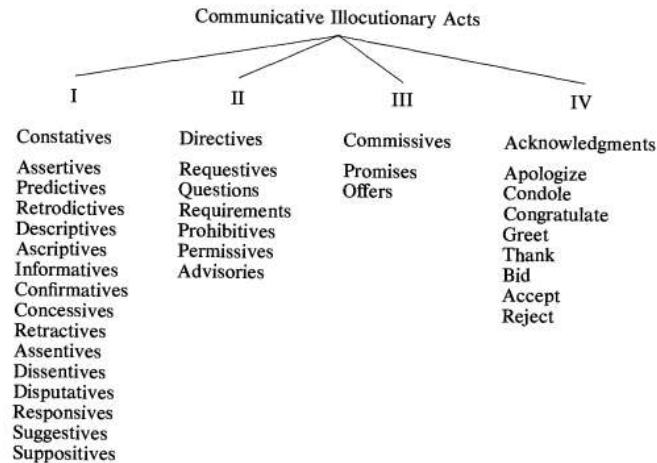 Communicative Illocutionary Acts
I
II
III
IV
Constatives
Assertives
Predictives
Retrodictives
Descriptives
Ascriptives
Informatives
Confirmatives
Concessives
Retractives
Assentives
Dissentives
Disputatives
Responsives
Suggestives
Suppositives
Directives
Requestives
Questions
Requirements
Prohibitives
Permissives
Advisories
Commissives
Promises
Offers
Acknowledgments
Apologize
Condole
Congratulate
Greet
Thank
Bid
Accept
Reject